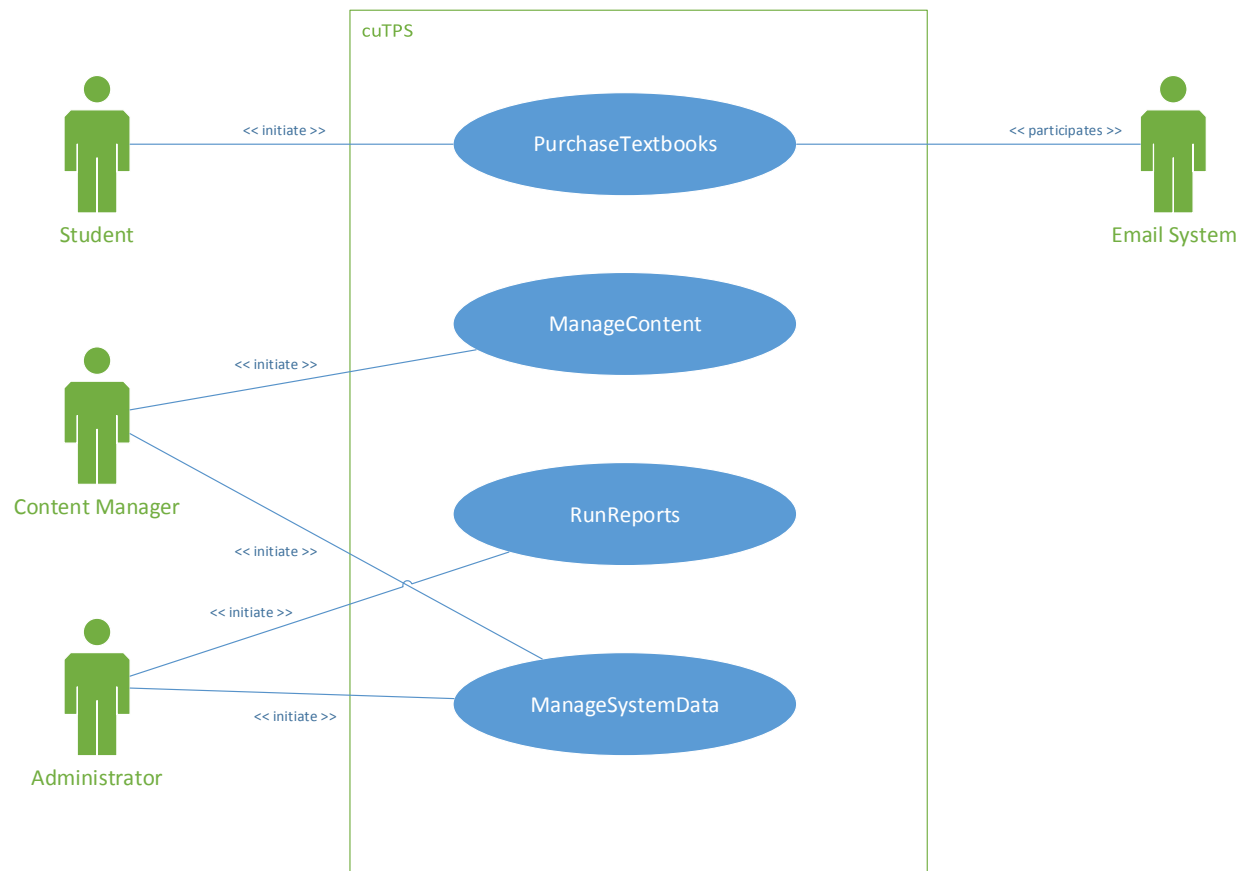 cuTPS
<< initiate >>
PurchaseTextbooks
<< participates >>
Student
Email System
ManageContent
<< initiate >>
Content Manager
RunReports
<< initiate >>
<< initiate >>
ManageSystemData
<< initiate >>
Administrator